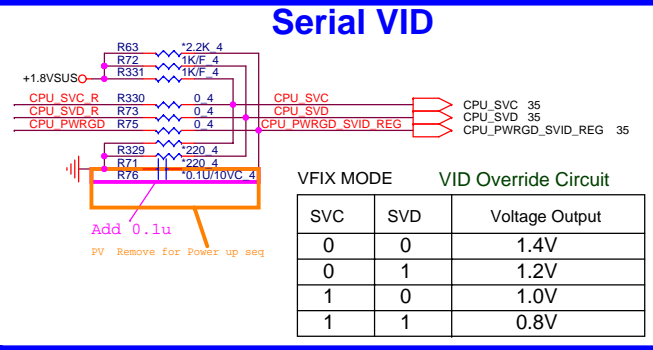 Serial VID
R63 *2.2K_4
R72 1K/F_4
R331 1K/F_4
+1.8VSUS
CPU_SVC_R R330 0_4 CPU_SVC CPU_SVC 35
CPU_SVD_R R73 0_4 CPU_SVD CPU_SVD 35
CPU_PWRGD R75 0_4 CPU_PWRGD_SVID_REG CPU_PWRGD_SVID_REG 35
R329 *220_4
R71 *220_4
R76 *0.1U/10VC_4
Add 0.1u
PV Remove for Power up seq
VFIX MODE VID Override Circuit
SVC SVD Voltage Output
0 0 1.4V
0 1 1.2V
1 0 1.0V
1 1 0.8V